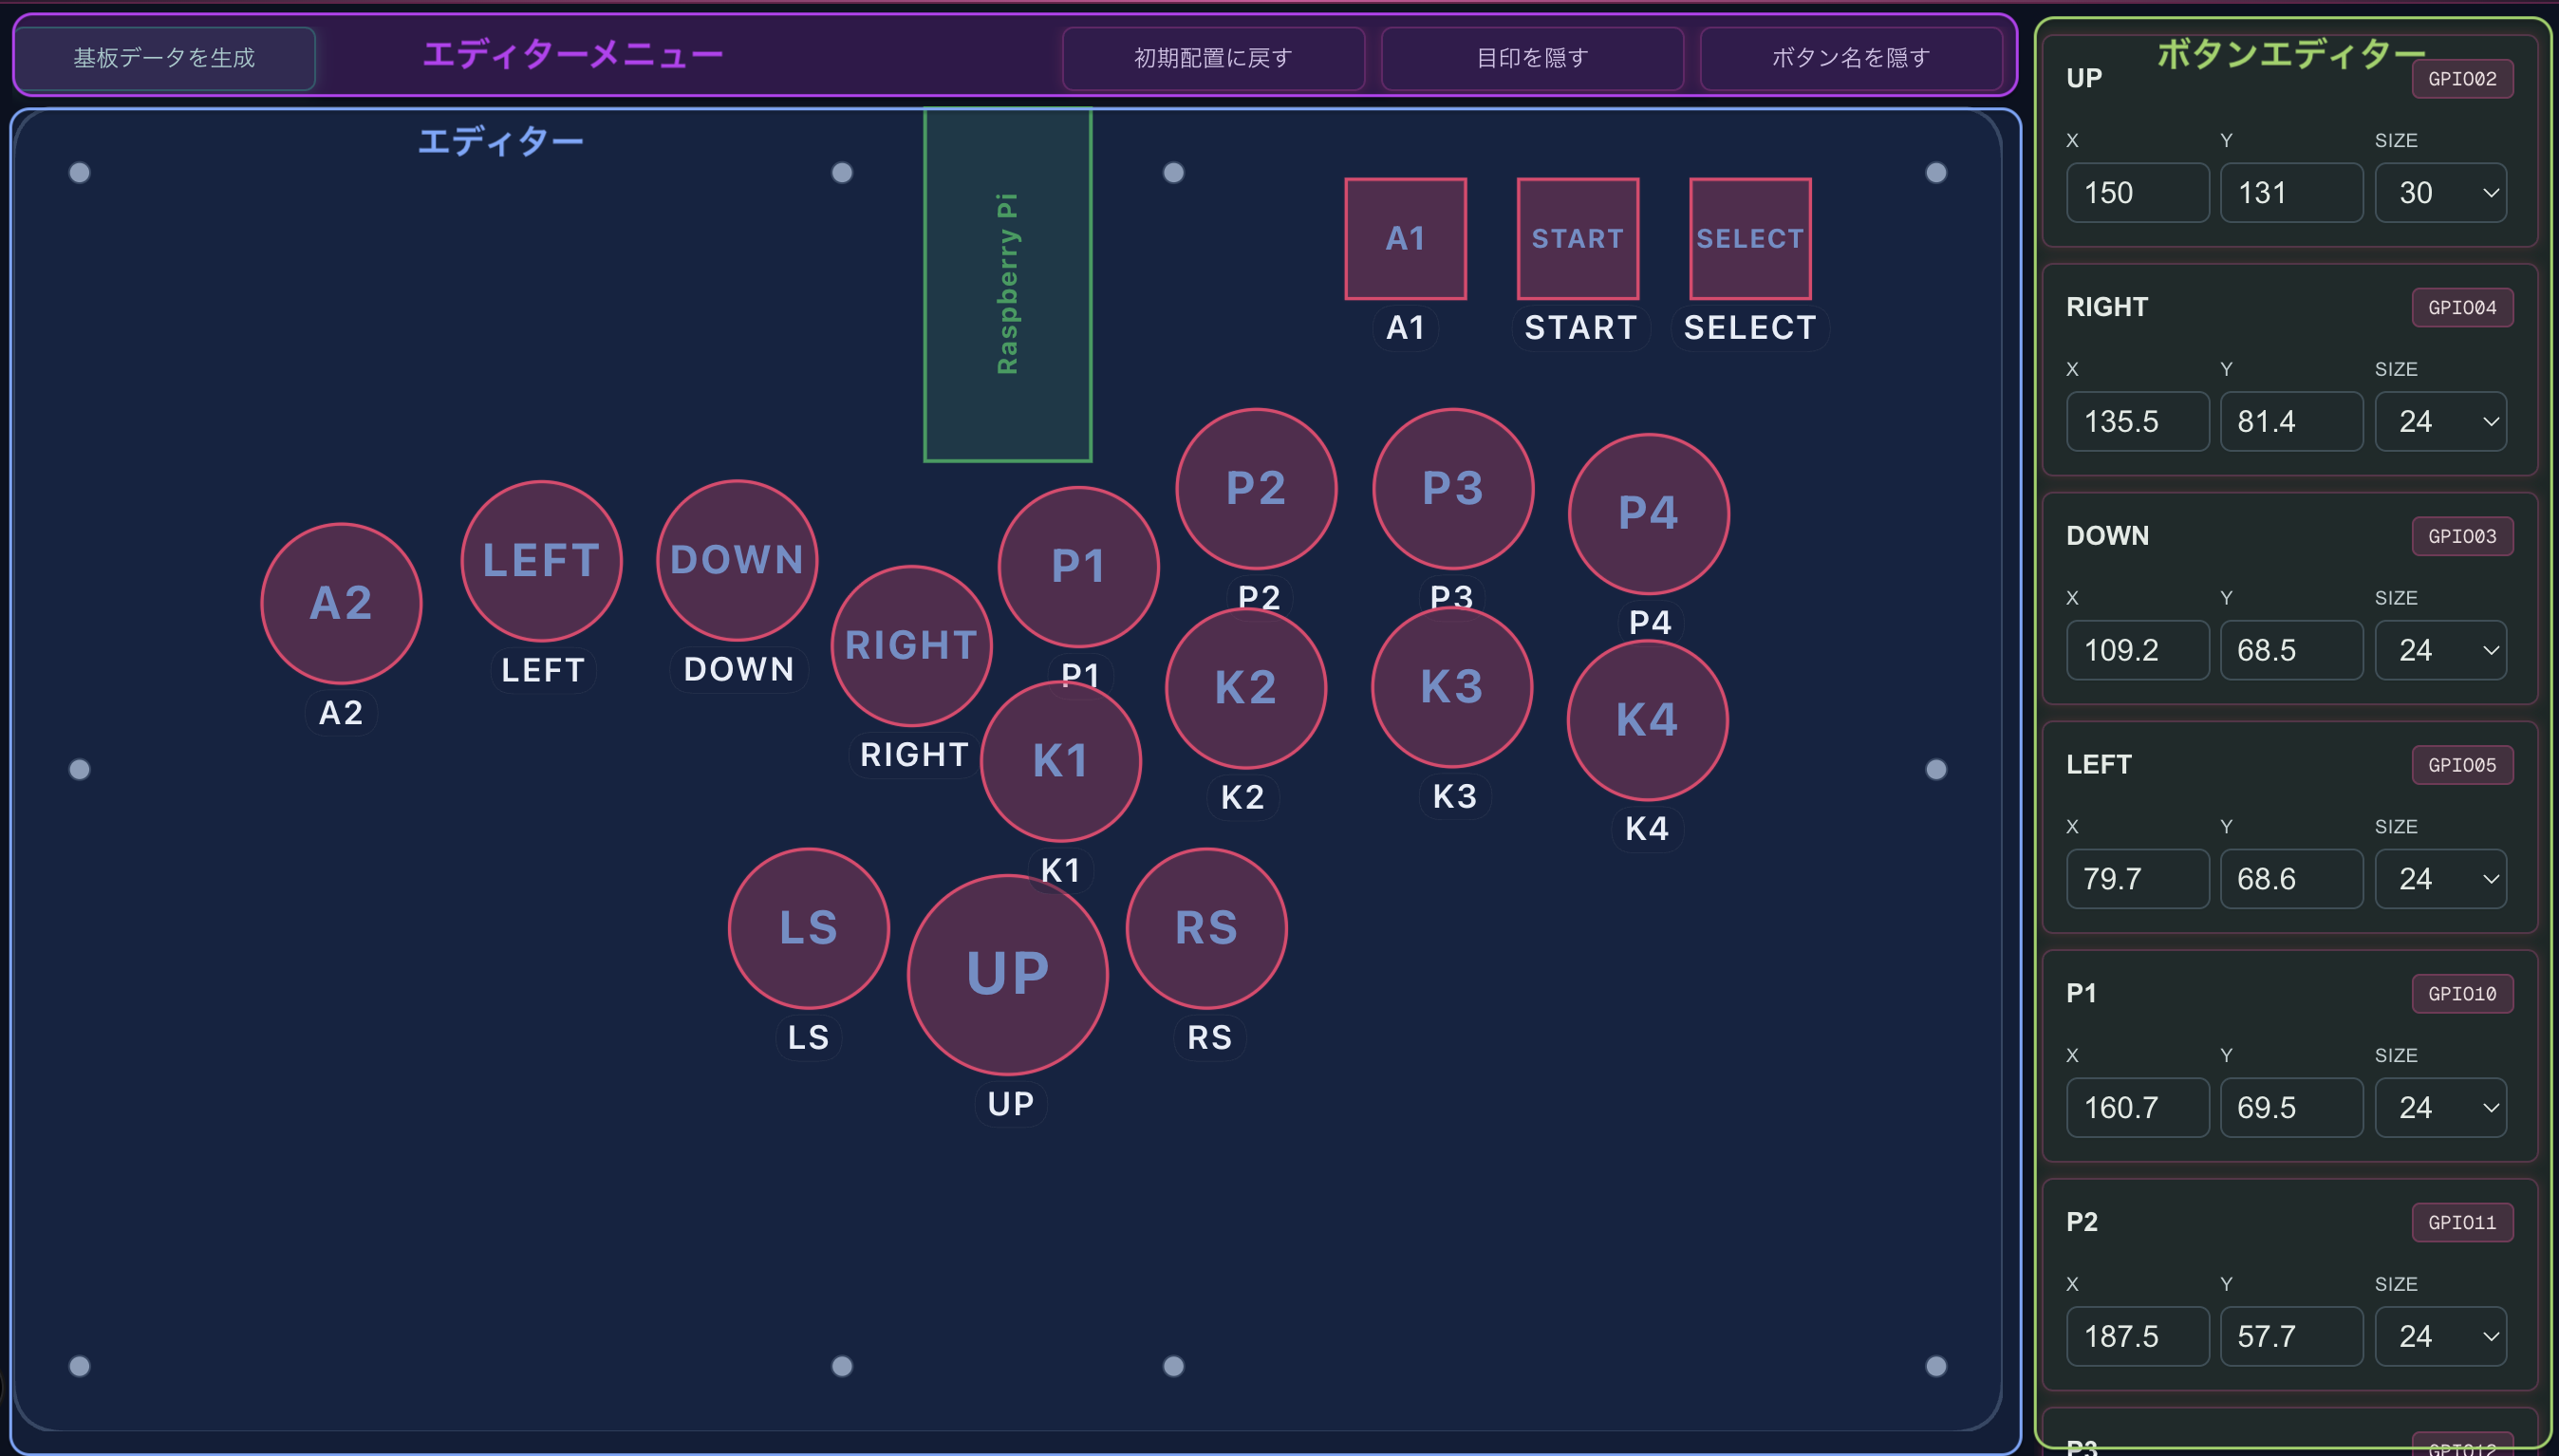 基板データを生成
エディターメニュー
初期配置に戻す
目印を隠す
ボタン名を隠す
エディター
Raspberry Pi
A1
START
SELECT
A1
START
SELECT
P2
P3
P4
LEFT
DOWN
P1
A2
P2
P3
P4
RIGHT
LEFT
DOWN
P1
K2
K3
K4
A2
RIGHT
K1
K2
K3
K4
K1
LS
RS
UP
LS
RS
UP
ボタンエディター
UP
GPIO02
X Y SIZE
150 131 30
RIGHT
GPIO04
X Y SIZE
135.5 81.4 24
DOWN
GPIO03
X Y SIZE
109.2 68.5 24
LEFT
GPIO05
X Y SIZE
79.7 68.6 24
P1
GPIO10
X Y SIZE
160.7 69.5 24
P2
GPIO11
X Y SIZE
187.5 57.7 24
P3
GPIO12